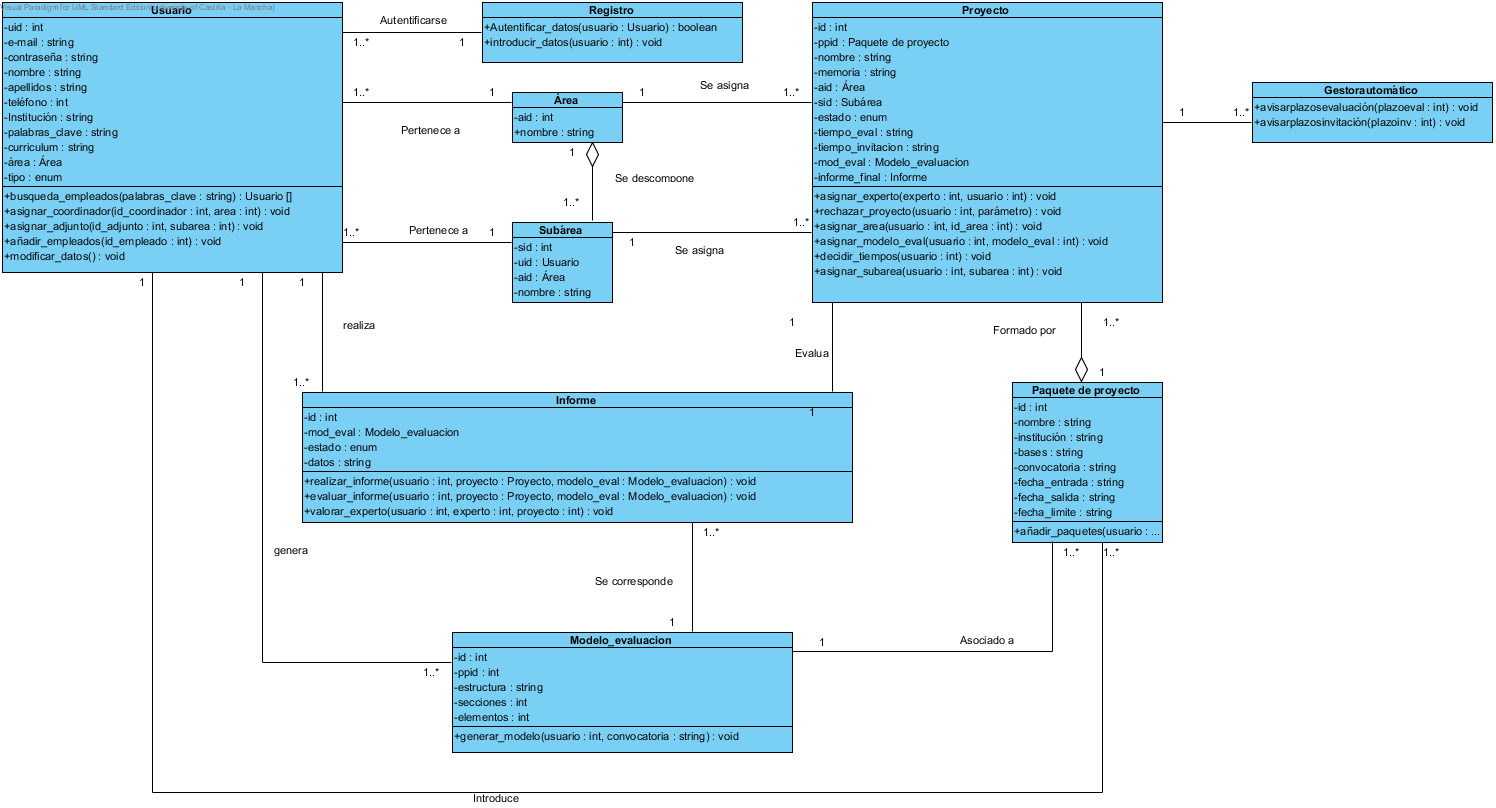 Visual Paradigm for UML Standard Edition of Castilla - La Mancha)
Usuario
-uid : int
-e-mail : string
-contraseña : string
-nombre : string
-apellidos : string
-teléfono : int
-Institución : string
-palabras_clave : string
-curriculum : string
-área : Área
-tipo : enum
+busqueda_empleados(palabras_clave : string) : Usuario []
+asignar_coordinador(id_coordinador : int, area : int) : void
+asignar_adjunto(id_adjunto : int, subarea : int) : void
+añadir_empleados(id_empleado : int) : void
+modificar_datos() : void
Autentificarse
1..*
1
Registro
+Autentificar_datos(usuario : Usuario) : boolean
+introducir_datos(usuario : int) : void
1..*
1
Pertenece a
Área
-aid : int
+nombre : string
1
Se asigna
1..*
1
Se descompone
1..*
1..*
Pertenece a
1
Subárea
-sid : int
-uid : Usuario
-aid : Área
-nombre : string
1
Se asigna
1..*
Proyecto
-id : int
-ppid : Paquete de proyecto
-nombre : string
-memoria : string
-aid : Área
-sid : Subárea
-estado : enum
-tiempo_eval : string
-tiempo_invitacion : string
-mod_eval : Modelo_evaluacion
-informe_final : Informe
+asignar_experto(experto : int, usuario : int) : void
+rechazar_proyecto(usuario : int, parámetro) : void
+asignar_area(usuario : int, id_area : int) : void
+asignar_modelo_eval(usuario : int, modelo_eval : int) : void
+decidir_tiempos(usuario : int) : void
+asignar_subarea(usuario : int, subarea : int) : void
1
1..*
Gestorautomático
+avisarplazosevaluación(plazoeval : int) : void
+avisarplazosinvitación(plazoinv : int) : void
1
1
1
realiza
1..*
1
Evalua
1
Formado por
1..*
1
Informe
-id : int
-mod_eval : Modelo_evaluacion
-estado : enum
-datos : string
+realizar_informe(usuario : int, proyecto : Proyecto, modelo_eval : Modelo_evaluacion) : void
+evaluar_informe(usuario : int, proyecto : Proyecto, modelo_eval : Modelo_evaluacion) : void
+valorar_experto(usuario : int, experto : int, proyecto : int) : void
Paquete de proyecto
-id : int
-nombre : string
-institución : string
-bases : string
-convocatoria : string
-fecha_entrada : string
-fecha_salida : string
-fecha_limite : string
+añadir_paquetes(usuario : ...
1..*
1..*
genera
1..*
Se corresponde
1
1..*
Modelo_evaluacion
-id : int
-ppid : int
-estructura : string
-secciones : int
-elementos : int
+generar_modelo(usuario : int, convocatoria : string) : void
1
Asociado a
Introduce